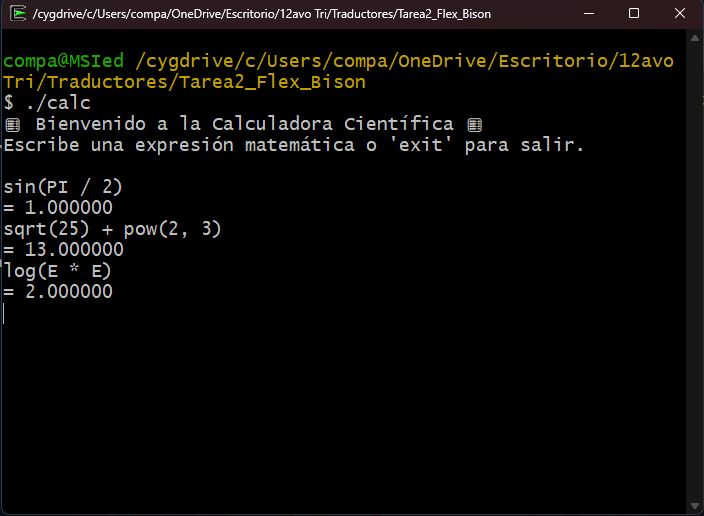 /cygdrive/c/Users/compa/OneDrive/Escritorio/12avo Tri/Traductores/Tarea2_Flex_Bison
compa@MSIed /cygdrive/c/Users/compa/OneDrive/Escritorio/12avo
Tri/Traductores/Tarea2_Flex_Bison
$ ./calc
🧮 Bienvenido a la Calculadora Científica 🧮
Escribe una expresión matemática o 'exit' para salir.
sin(PI / 2)
= 1.000000
sqrt(25) + pow(2, 3)
= 13.000000
log(E * E)
= 2.000000